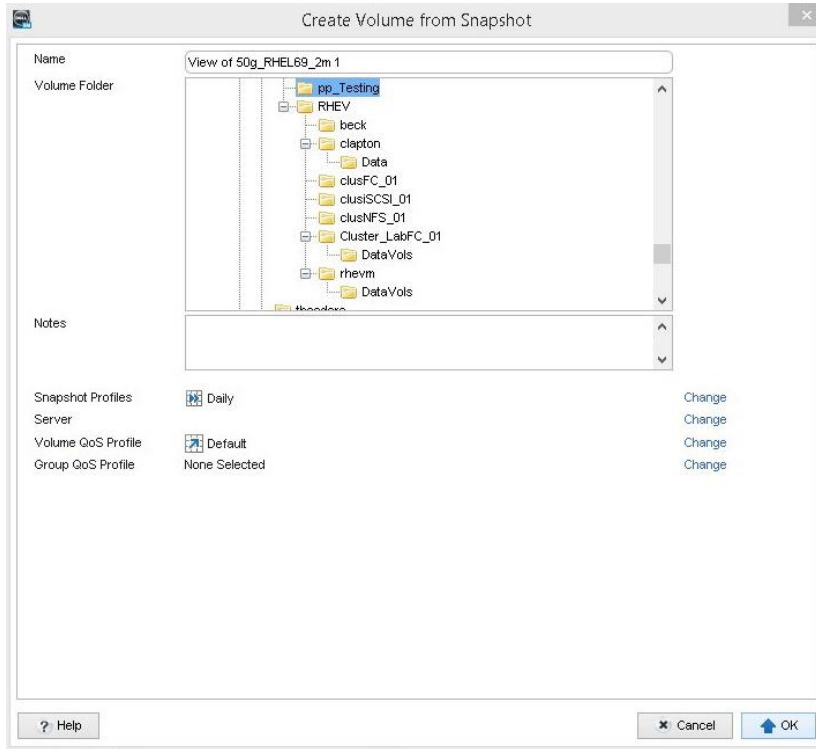 Create Volume from Snapshot
Name
View of 50g_RHEL69_2m 1
Volume Folder
pp_Testing
RHEV
beck
clapton
Data
clusFC_01
clusiSCSI_01
clusNFS_01
Cluster_LabFC_01
DataVols
rhevm
DataVols
Notes
Snapshot Profiles Daily Change
Server Change
Volume QoS Profile Default Change
Group QoS Profile None Selected Change
? Help
Cancel
OK